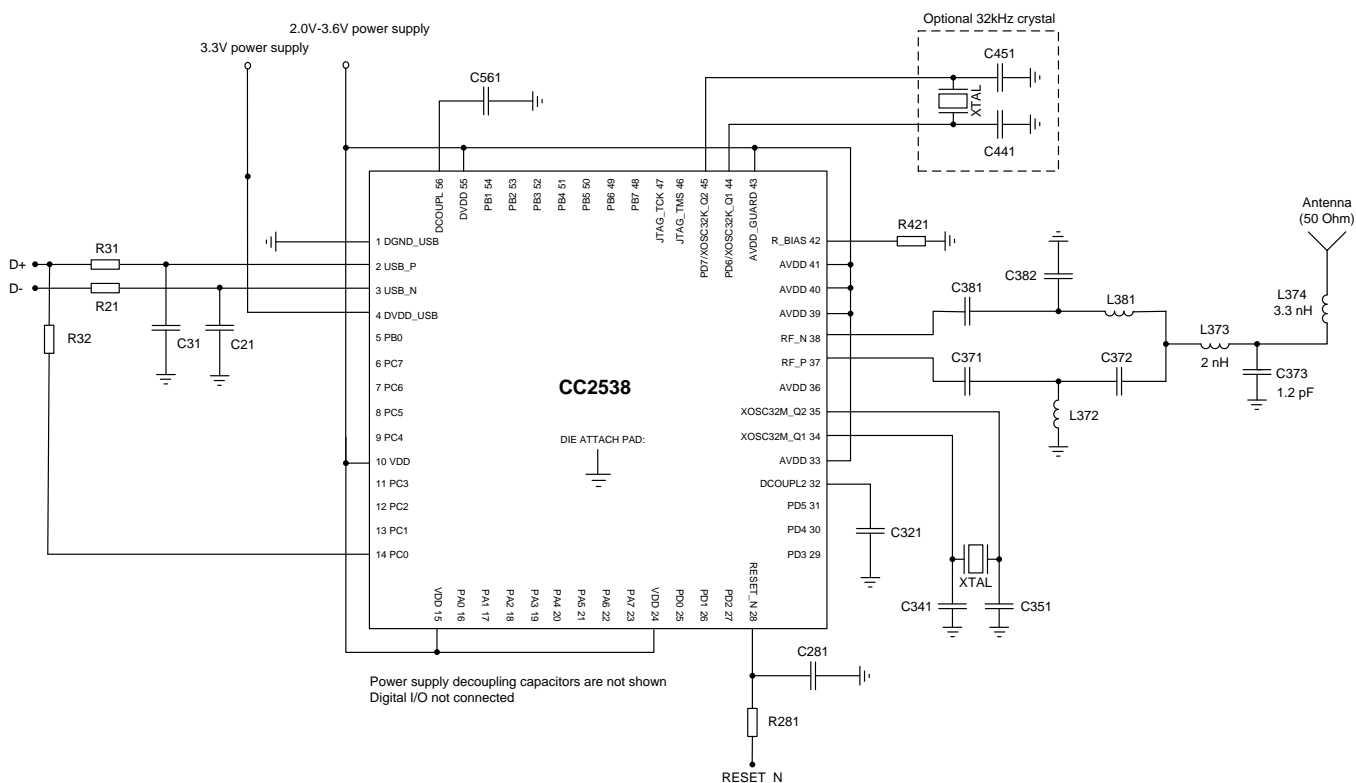 Optional 32kHz crystal
2.0V-3.6V power supply
3.3V power supply
C561
C451
XTAL
C441
DCOUPL 56
DVDD 55
PB1 54
PB2 53
PB3 52
PB4 51
PB5 50
PB6 49
PB7 48
JTAG_TCK 47
JTAG_TMS 46
PD7/XOSC32K_Q2 45
PD6/XOSC32K_Q1 44
AVDD_GUARD 43
D+
D-
R31
R21
R32
C31
C21
1 DGND_USB
2 USB_P
3 USB_N
4 DVDD_USB
5 PB0
6 PC7
7 PC6
8 PC5
9 PC4
10 VDD
11 PC3
12 PC2
13 PC1
14 PC0
CC2538
DIE ATTACH PAD:
R_BIAS 42
AVDD 41
AVDD 40
AVDD 39
RF_N 38
RF_P 37
AVDD 36
XOSC32M_Q2 35
XOSC32M_Q1 34
AVDD 33
DCOUPL2 32
PD5 31
PD4 30
PD3 29
R421
C381
C382
L381
C371
C372
L372
L373
2 nH
Antenna
(50 Ohm)
L374
3.3 nH
C373
1.2 pF
C321
XTAL
C341
C351
VDD 15
PA0 16
PA1 17
PA2 18
PA3 19
PA4 20
PA5 21
PA6 22
PA7 23
VDD 24
PD0 25
PD1 26
PD2 27
RESET_N 28
C281
R281
RESET_N
Power supply decoupling capacitors are not shown
Digital I/O not connected